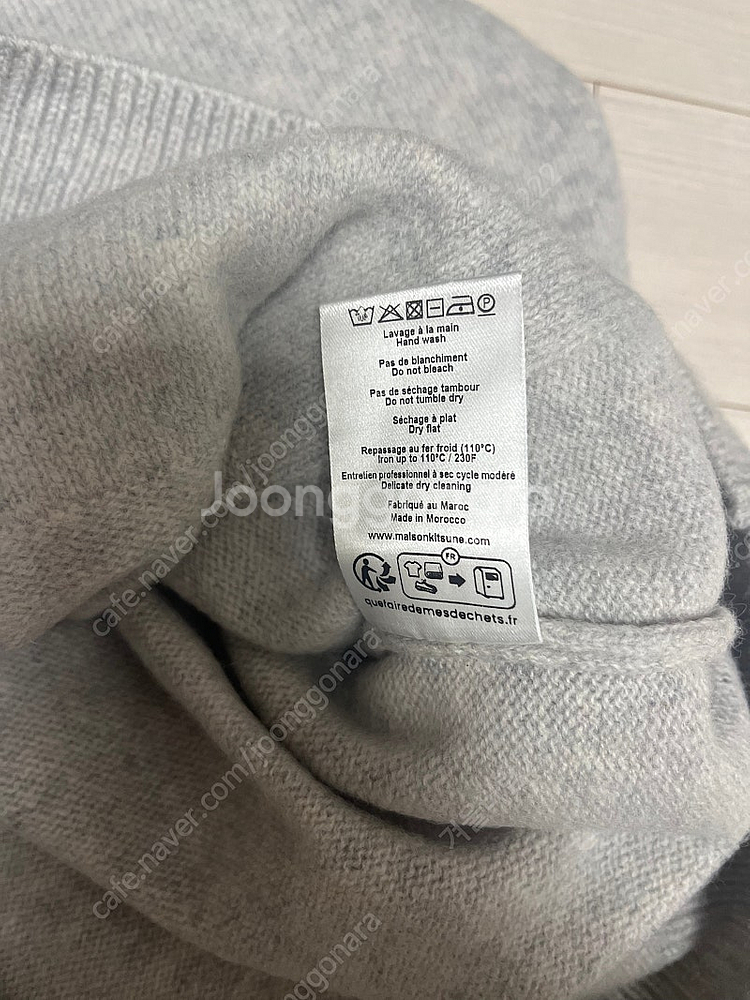 Lavage à la main
Hand wash
Pas de blanchiment
Do not bleach
Pas de séchage tambour
Do not tumble dry
Séchage à plat
Dry flat
Repassage au fer froid (110°C)
Iron up to 110°C / 230F
Entretien professionnel à sec cycle modéré
Delicate dry cleaning
Fabriqué au Maroc
Made in Morocco
www.maisonkitsune.com
FR
quefairedemesdechets.fr
cafe.naver.com/joonggonara
cafe.naver.com/joonggonara
cafe.naver.com/joonggonara